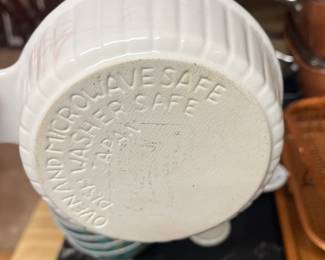 OVEN AND MICROWAVE SAFE
DISHWASHER SAFE
JAPAN